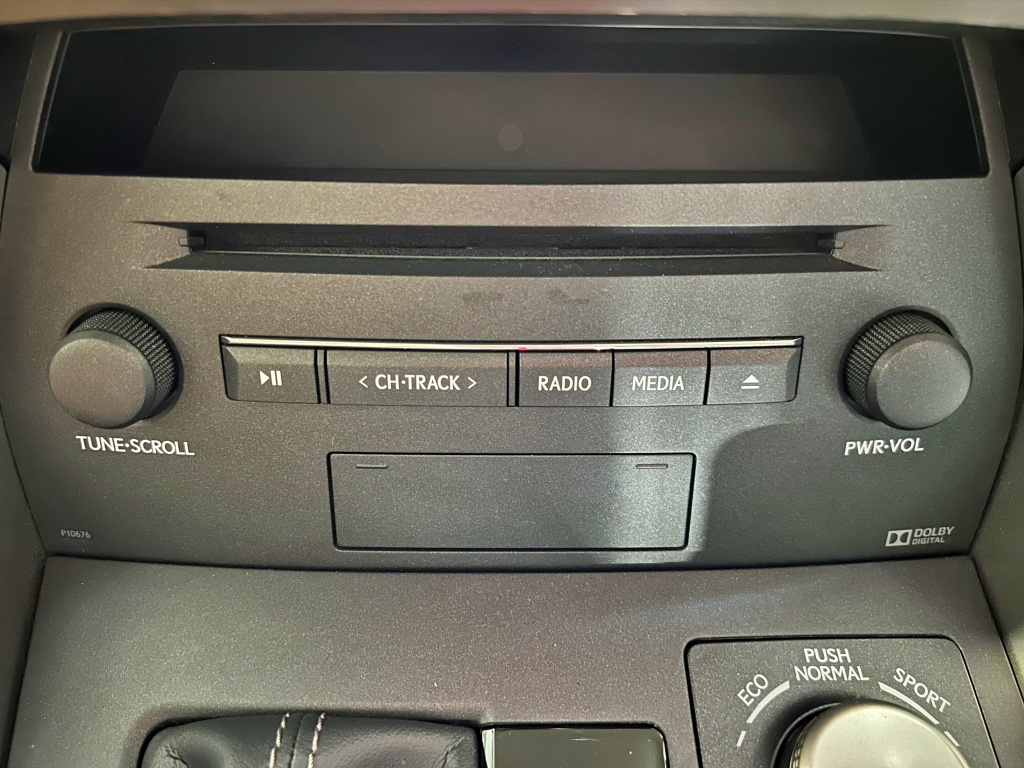 < CH·TRACK >
RADIO
MEDIA
TUNE·SCROLL
PWR·VOL
P10676
DOLBY
DIGITAL
ECO
PUSH
NORMAL
SPORT